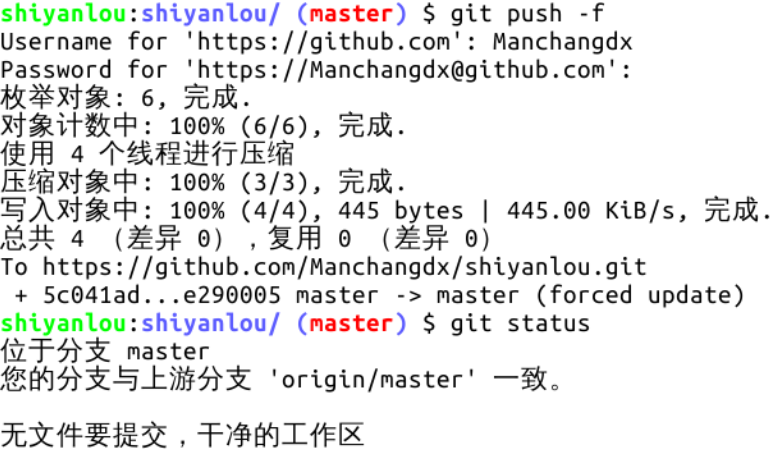 shiyanlou:shiyanlou/ (master) $ git push -f
Username for 'https://github.com': Manchangdx
Password for 'https://Manchangdx@github.com':
枚举对象: 6, 完成.
对象计数中: 100% (6/6), 完成.
使用 4 个线程进行压缩
压缩对象中: 100% (3/3), 完成.
写入对象中: 100% (4/4), 445 bytes | 445.00 KiB/s, 完成.
总共 4 （差异 0），复用 0 （差异 0）
To https://github.com/Manchangdx/shiyanlou.git
 + 5c041ad...e290005 master -> master (forced update)
shiyanlou:shiyanlou/ (master) $ git status
位于分支 master
您的分支与上游分支 'origin/master' 一致。

无文件要提交，干净的工作区